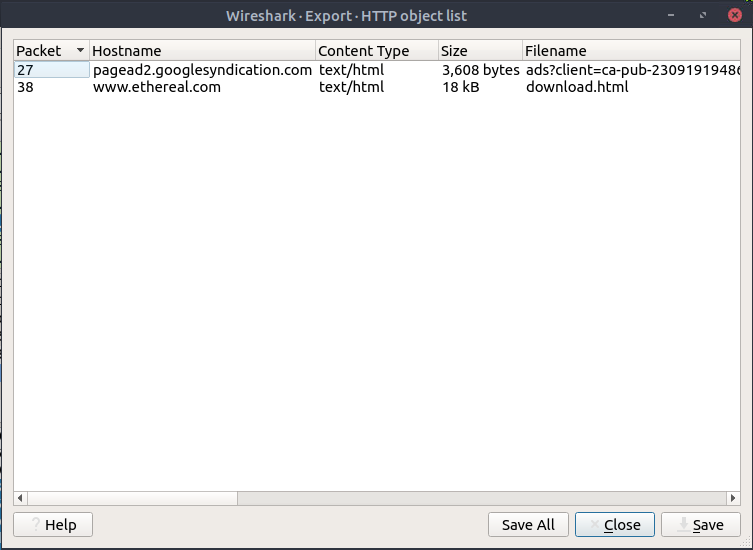 Wireshark · Export · HTTP object list
Packet Hostname Content Type Size Filename
27 pagead2.googlesyndication.com text/html 3,608 bytes ads?client=ca-pub-2309191948
38 www.ethereal.com text/html 18 kB download.html
Help Save All Close Save